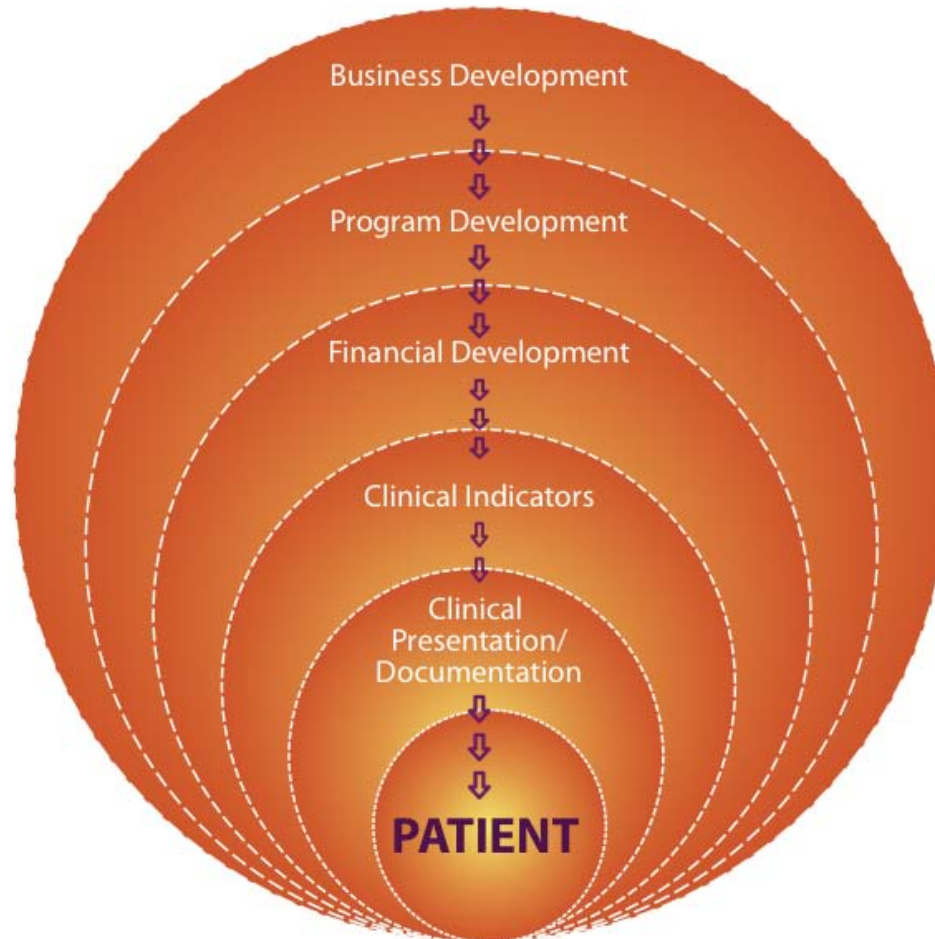 Business Development
Program Development
Financial Development
Clinical Indicators
Clinical
Presentation/
Documentation
PATIENT